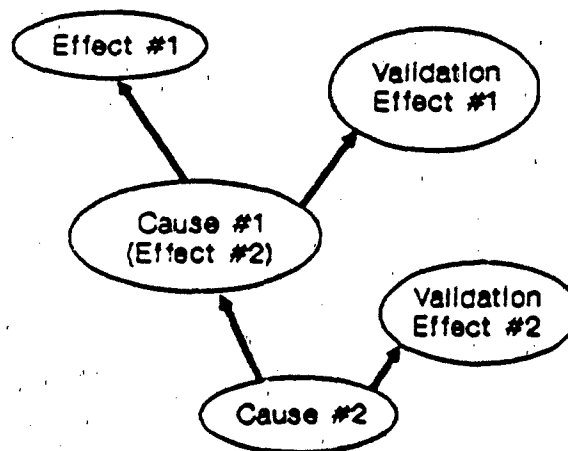 Effect #1
Validation
Effect #1
Cause #1
(Effect #2)
Validation
Effect #2
Cause #2